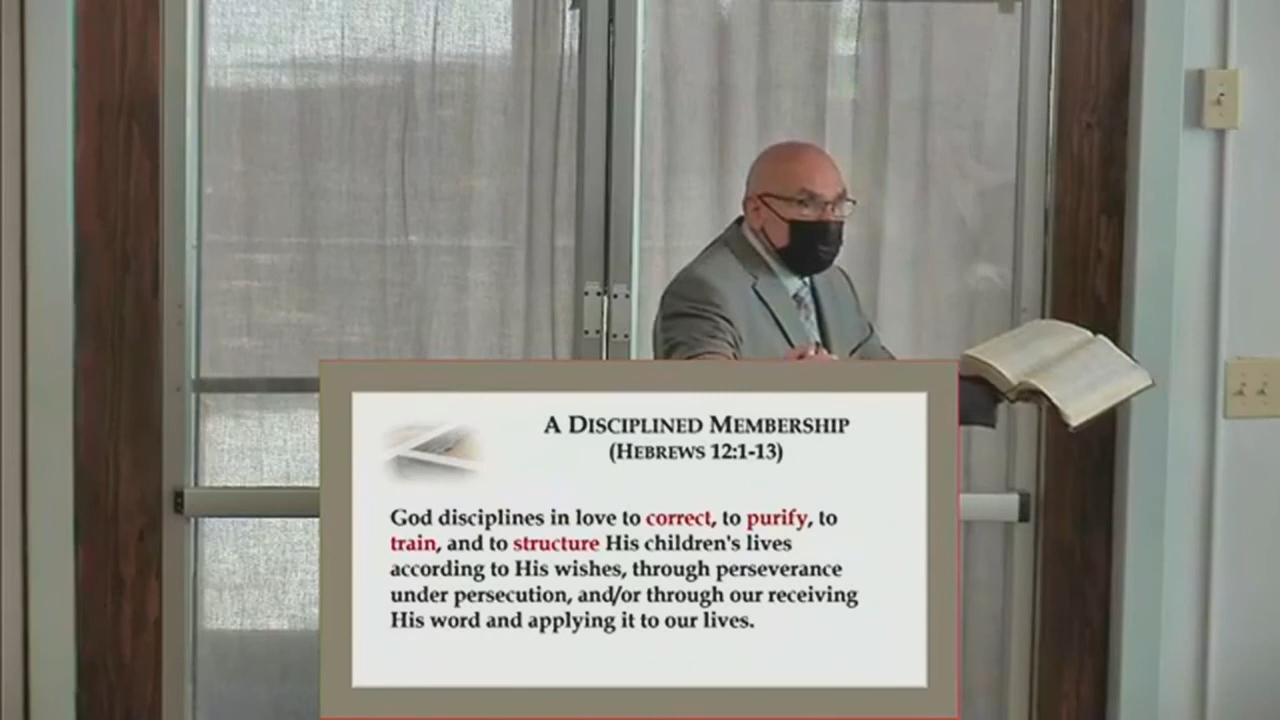 A Disciplined Membership
(Hebrews 12:1-13)
God disciplines in love to correct, to purify, to
train, and to structure His children's lives
according to His wishes, through perseverance
under persecution, and/or through our receiving
His word and applying it to our lives.